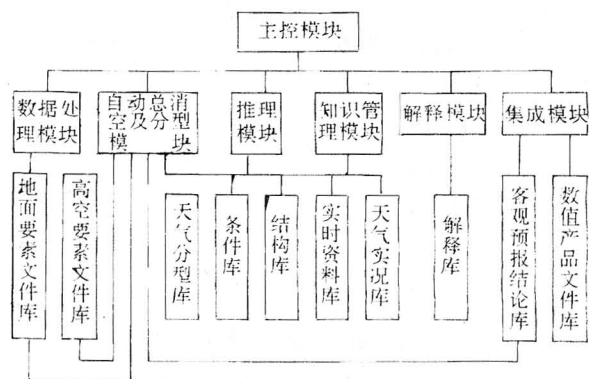 主控模块
数据处
理模块
自动总消
空及分型
模 块
推理
模块
知识管
理模块
解释模块
集成模块
地面要素文件库
高空要素文件库
天气分型库
条件库
结构库
实时资料库
天气实况库
解释库
客观预报结论库
数值产品文件库